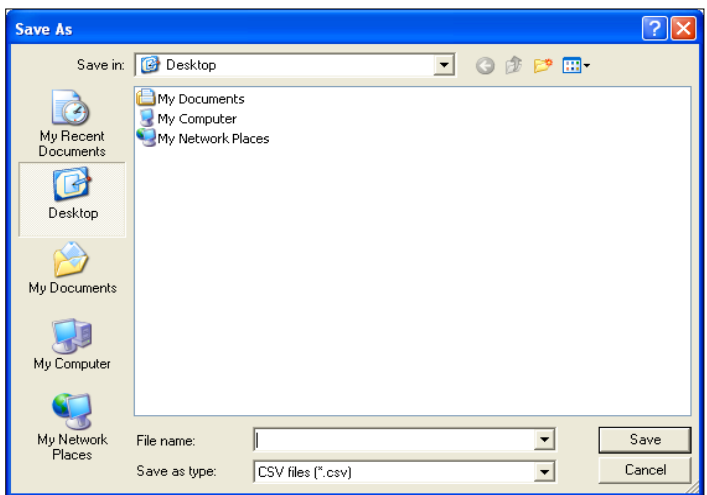 Save As
Save in:
Desktop
My Documents
My Computer
My Network Places
My Recent
Documents
Desktop
My Documents
My Computer
My Network
Places
File name:
Save
Save as type:
CSV files (*.csv)
Cancel